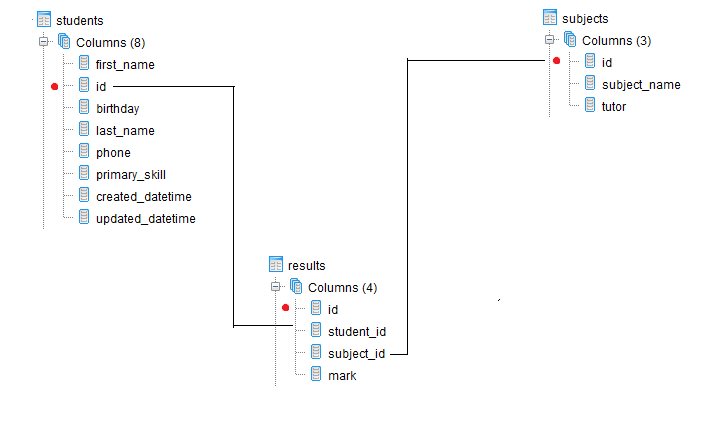 students
Columns (8)
first_name
id
birthday
last_name
phone
primary_skill
created_datetime
updated_datetime
subjects
Columns (3)
id
subject_name
tutor
results
Columns (4)
id
student_id
subject_id
mark